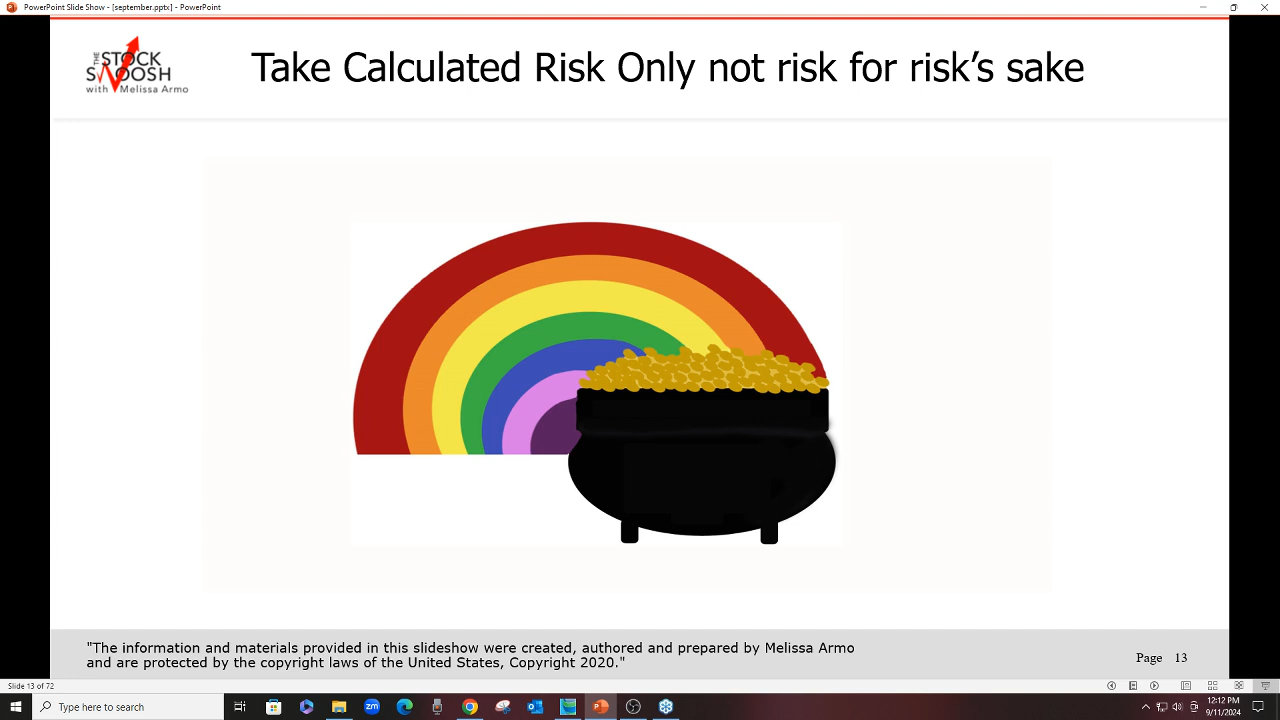 PowerPoint Slide Show - [september.pptx] - PowerPoint
THE
STOCK
SWOOSH
with Melissa Armo
Take Calculated Risk Only not risk for risk's sake
"The information and materials provided in this slideshow were created, authored and prepared by Melissa Armo
and are protected by the copyright laws of the United States, Copyright 2020."
Page 13
Slide 13 of 72
Type here to search
zm
12:12 PM
9/11/2024